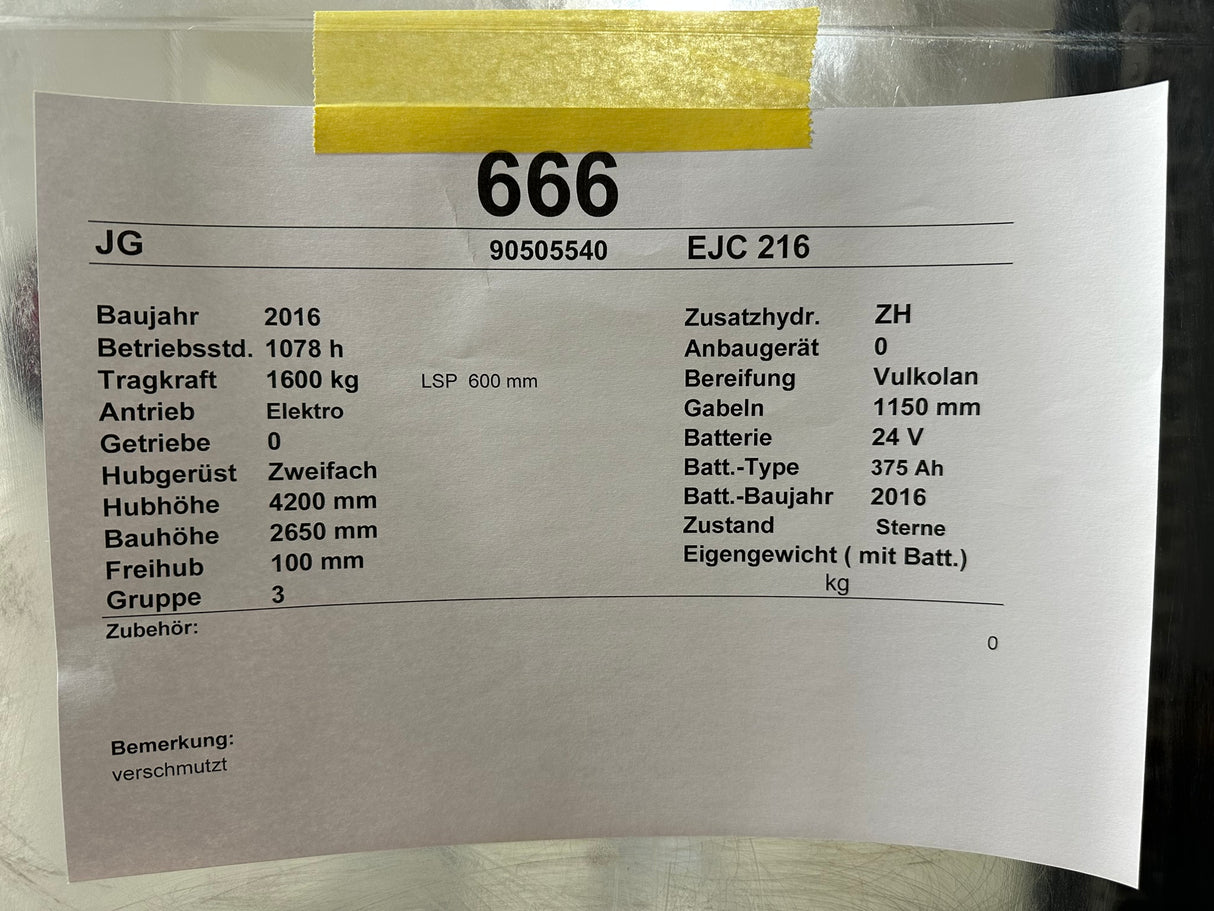 666
JG 90505540 EJC 216
Baujahr 2016 Zusatzhydr. ZH
Betriebsstd. 1078 h Anbaugerät 0
Tragkraft 1600 kg LSP 600 mm Bereifung Vulkolan
Antrieb Elektro Gabeln 1150 mm
Getriebe 0 Batterie 24 V
Hubgerüst Zweifach Batt.-Type 375 Ah
Hubhöhe 4200 mm Batt.-Baujahr 2016
Bauhöhe 2650 mm Zustand Sterne
Freihub 100 mm Eigengewicht ( mit Batt.)
Gruppe 3 kg
Zubehör:
0
Bemerkung:
verschmutzt